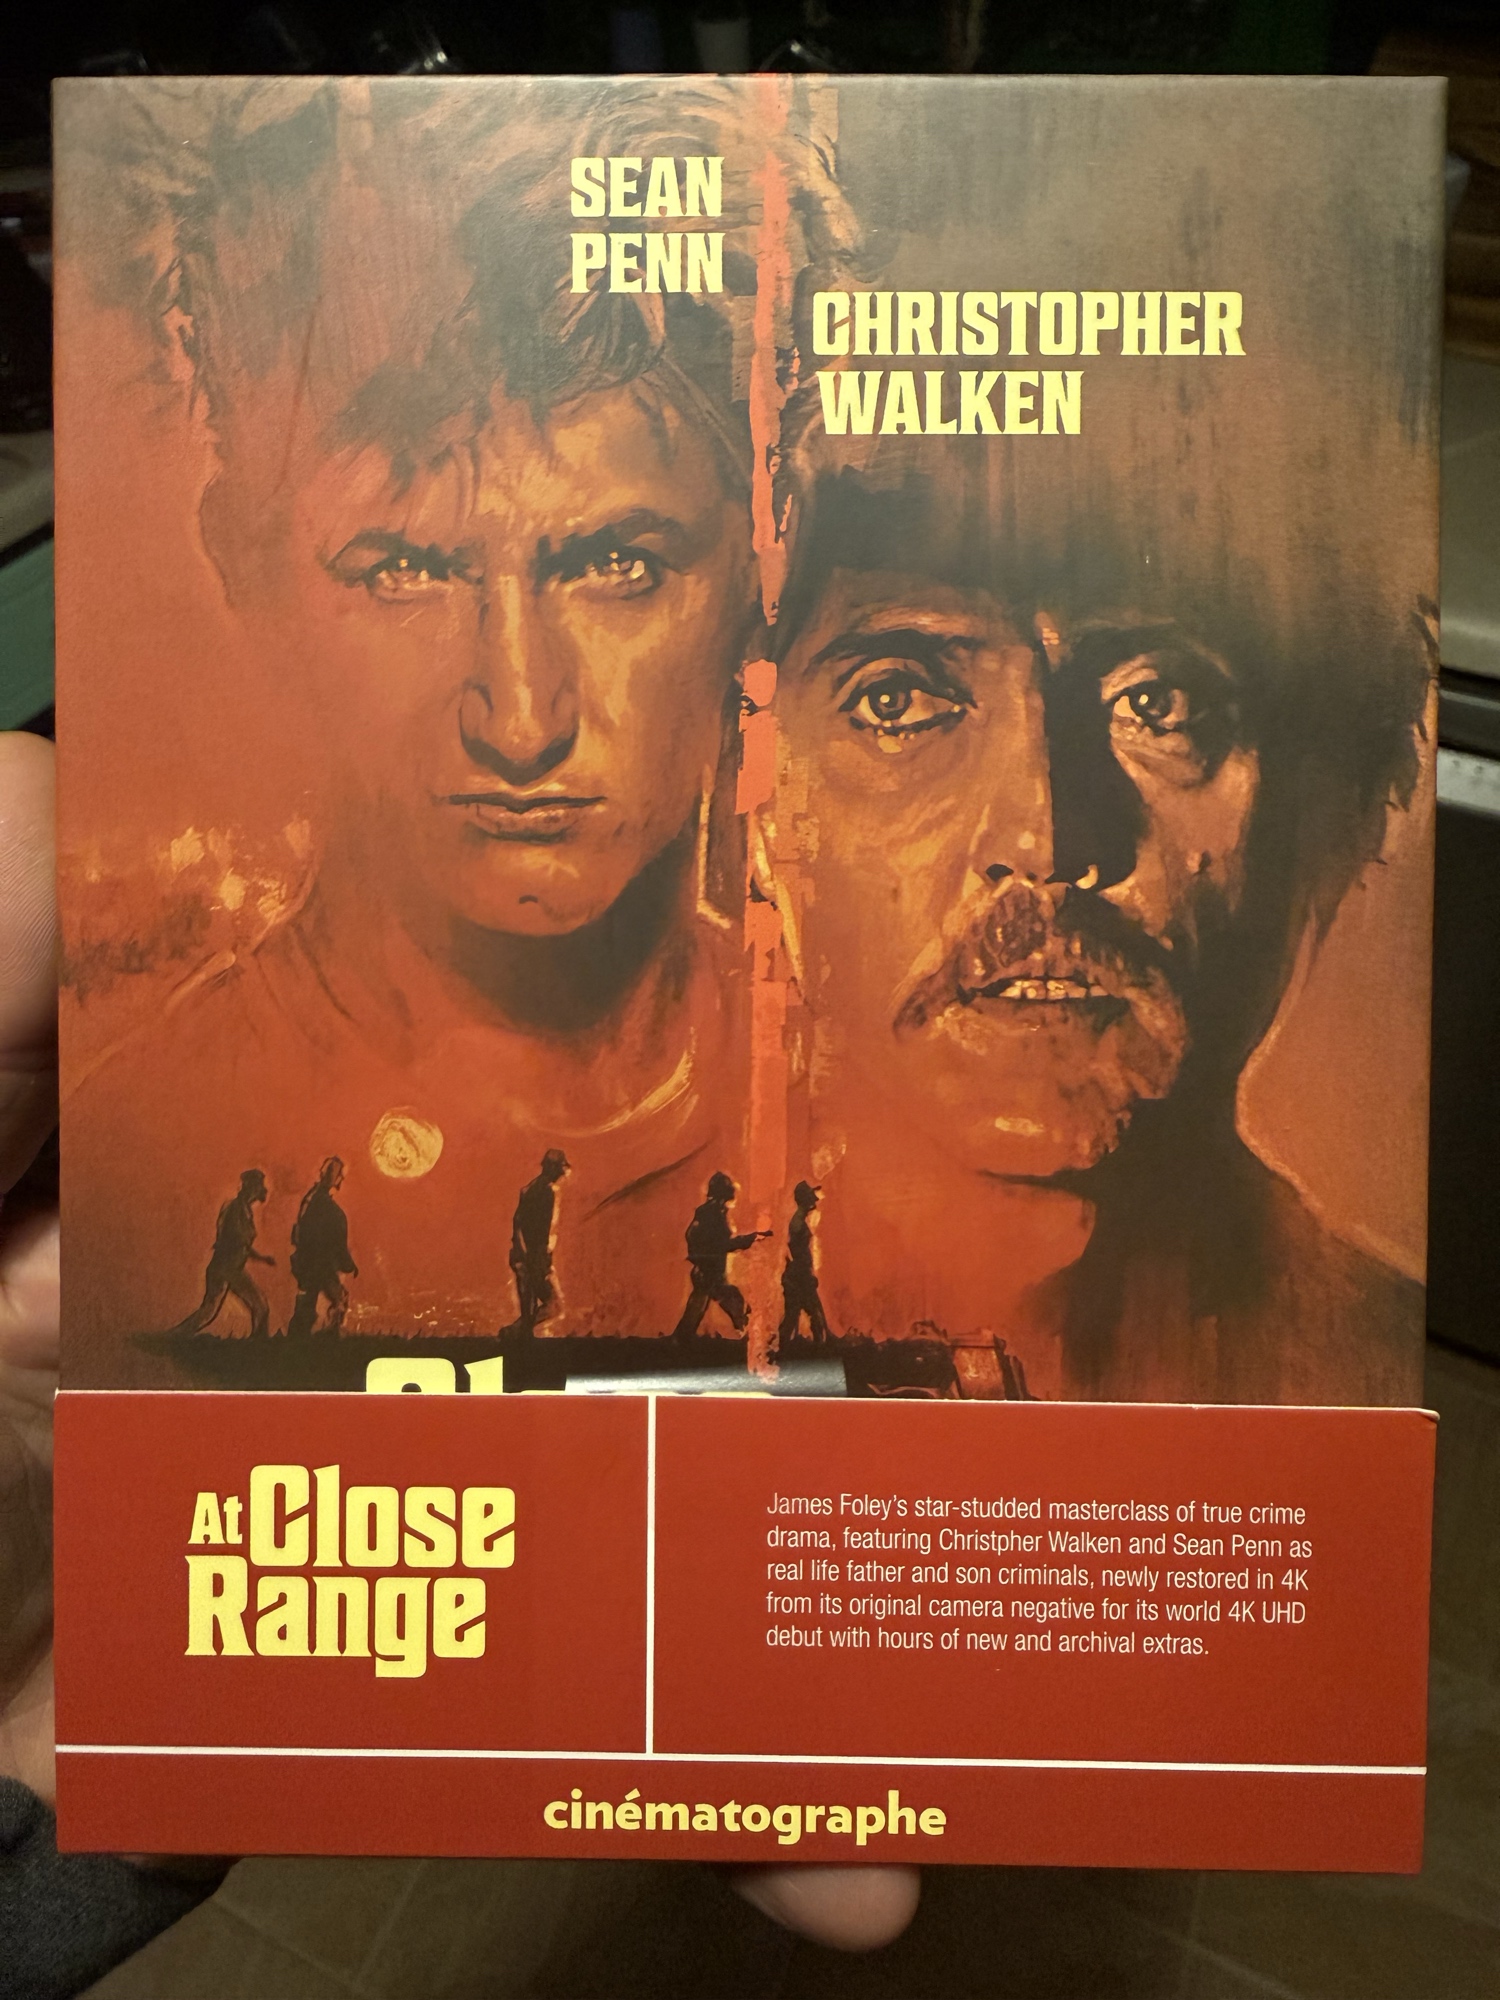 SEAN
PENN
CHRISTOPHER
WALKEN
At Close
Range
James Foley's star-studded masterclass of true crime
drama, featuring Christpher Walken and Sean Penn as
real life father and son criminals, newly restored in 4K
from its original camera negative for its world 4K UHD
debut with hours of new and archival extras.
cinématographe